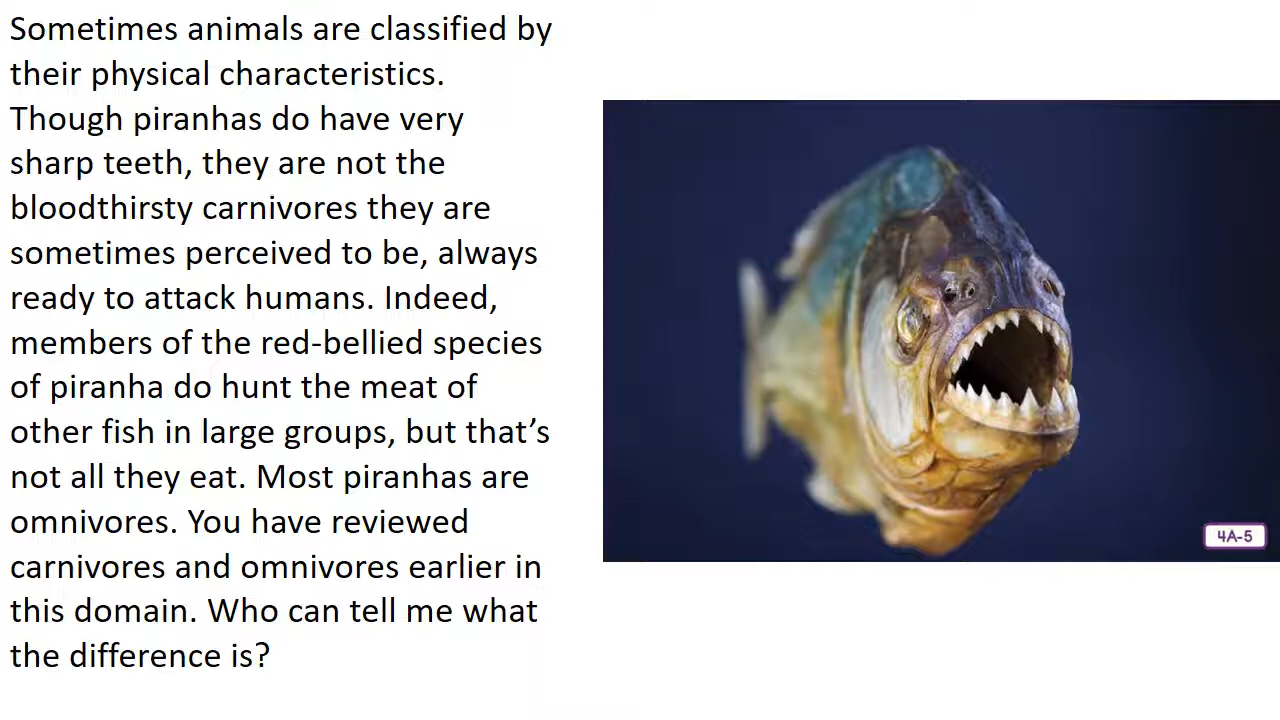 Sometimes animals are classified by
their physical characteristics.
Though piranhas do have very
sharp teeth, they are not the
bloodthirsty carnivores they are
sometimes perceived to be, always
ready to attack humans. Indeed,
members of the red-bellied species
of piranha do hunt the meat of
other fish in large groups, but that’s
not all they eat. Most piranhas are
omnivores. You have reviewed
carnivores and omnivores earlier in
this domain. Who can tell me what
the difference is?
4A-5